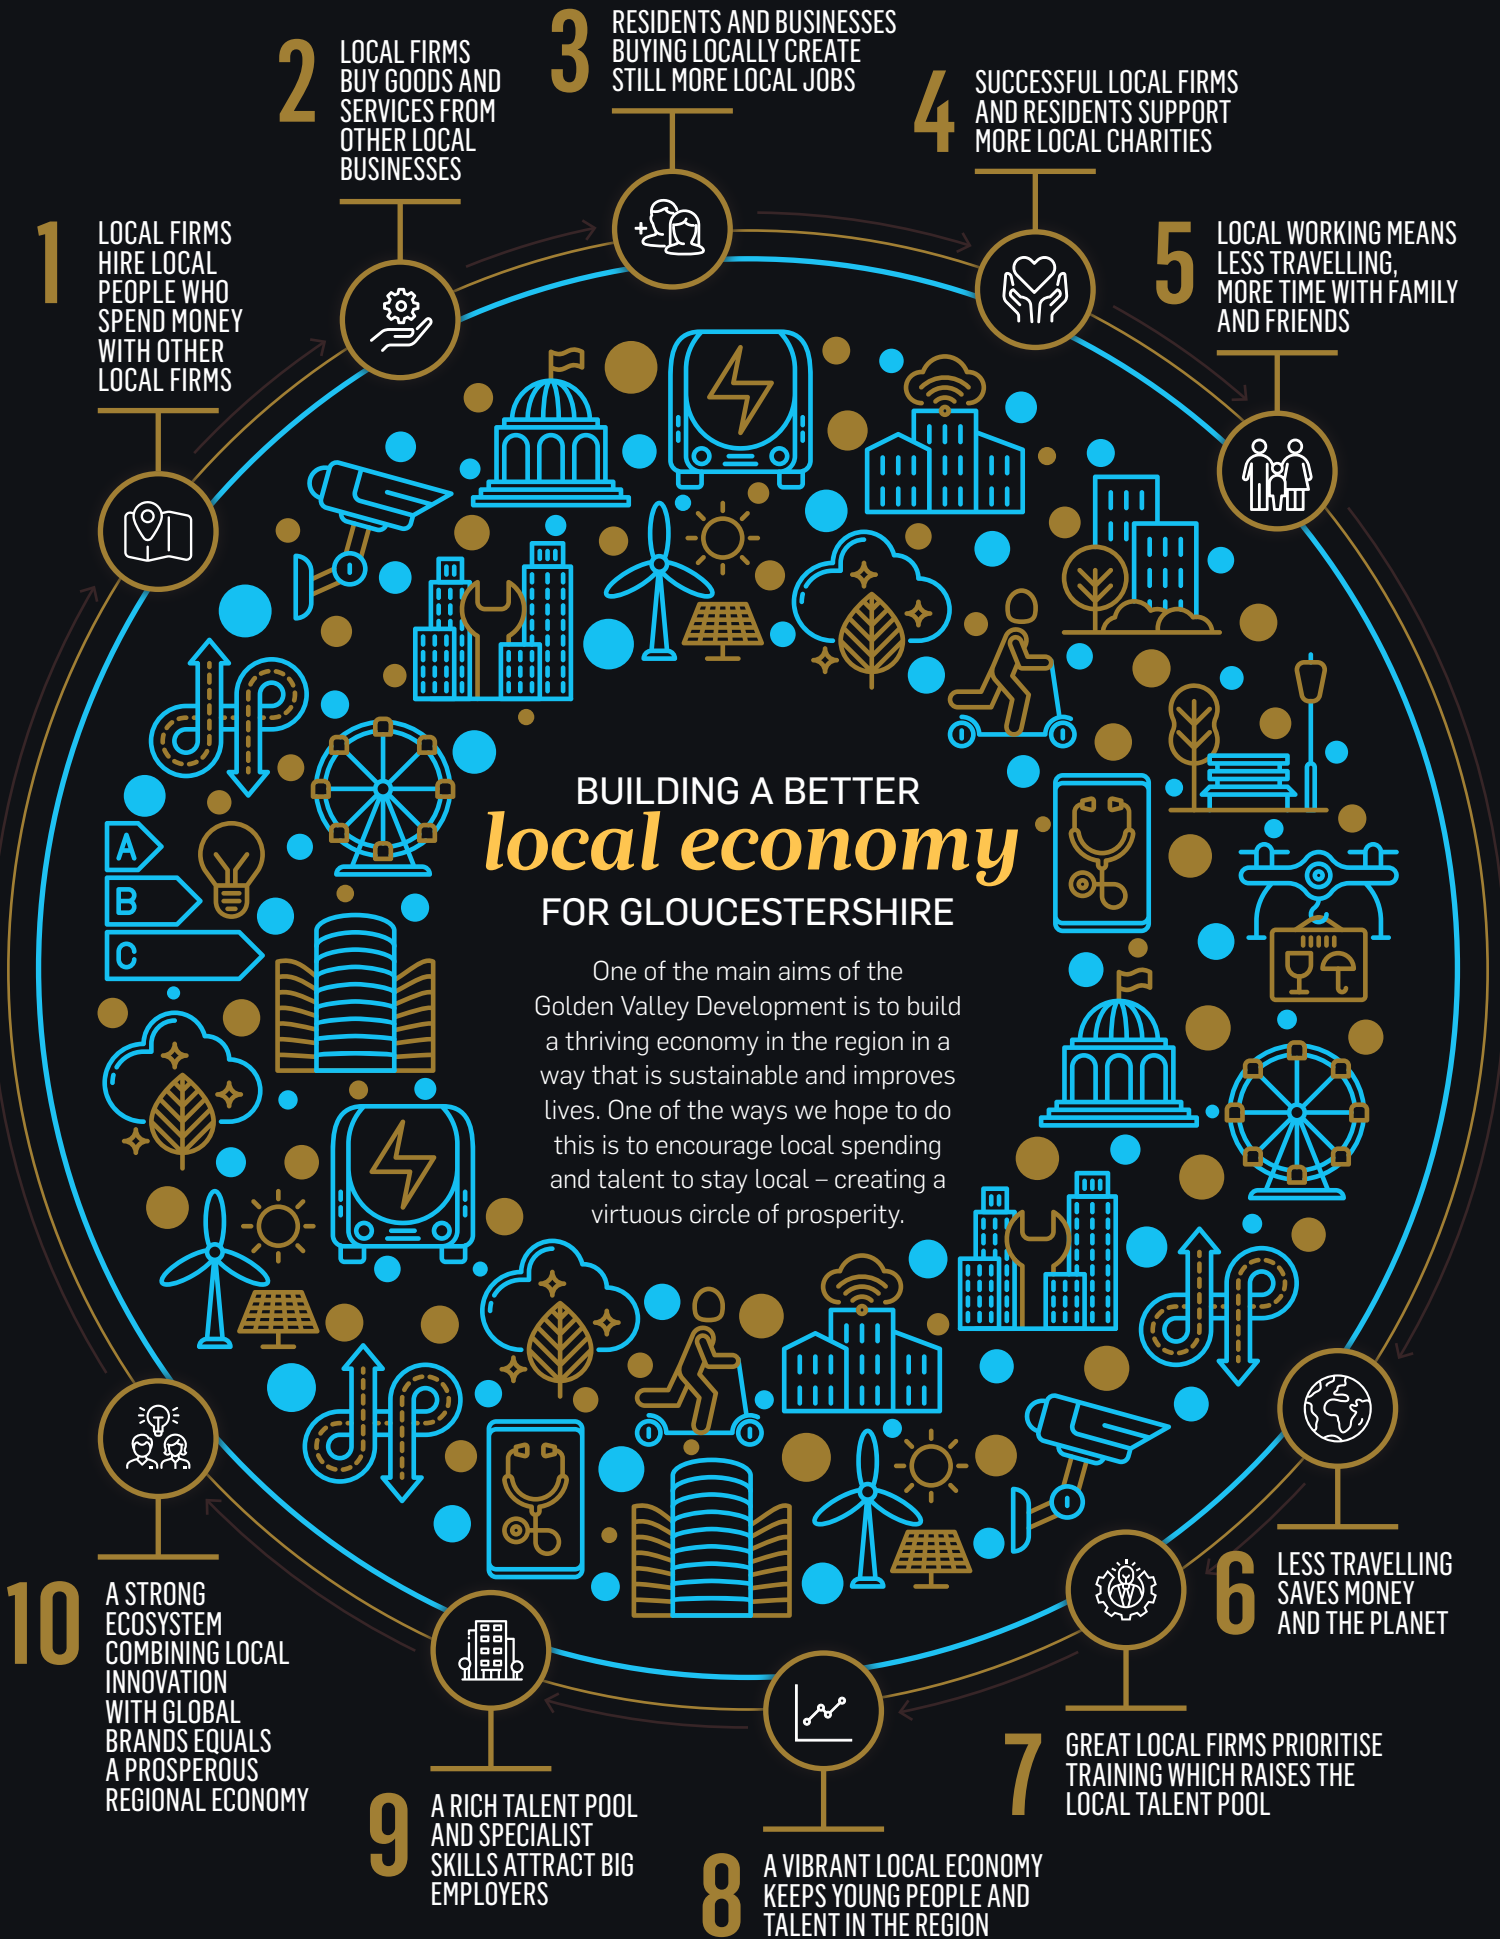 1
LOCAL FIRMS
HIRE LOCAL
PEOPLE WHO
SPEND MONEY
WITH OTHER
LOCAL FIRMS
2
LOCAL FIRMS
BUY GOODS AND
SERVICES FROM
OTHER LOCAL
BUSINESSES
3
RESIDENTS AND BUSINESSES
BUYING LOCALLY CREATE
STILL MORE LOCAL JOBS
4
SUCCESSFUL LOCAL FIRMS
AND RESIDENTS SUPPORT
MORE LOCAL CHARITIES
5
LOCAL WORKING MEANS
LESS TRAVELLING,
MORE TIME WITH FAMILY
AND FRIENDS
A
B
C
BUILDING A BETTER
local economy
FOR GLOUCESTERSHIRE
One of the main aims of the
Golden Valley Development is to build
a thriving economy in the region in a
way that is sustainable and improves
lives. One of the ways we hope to do
this is to encourage local spending
and talent to stay local – creating a
virtuous circle of prosperity.
6
LESS TRAVELLING
SAVES MONEY
AND THE PLANET
7
GREAT LOCAL FIRMS PRIORITISE
TRAINING WHICH RAISES THE
LOCAL TALENT POOL
8
A VIBRANT LOCAL ECONOMY
KEEPS YOUNG PEOPLE AND
TALENT IN THE REGION
9
A RICH TALENT POOL
AND SPECIALIST
SKILLS ATTRACT BIG
EMPLOYERS
10
A STRONG
ECOSYSTEM
COMBINING LOCAL
INNOVATION
WITH GLOBAL
BRANDS EQUALS
A PROSPEROUS
REGIONAL ECONOMY